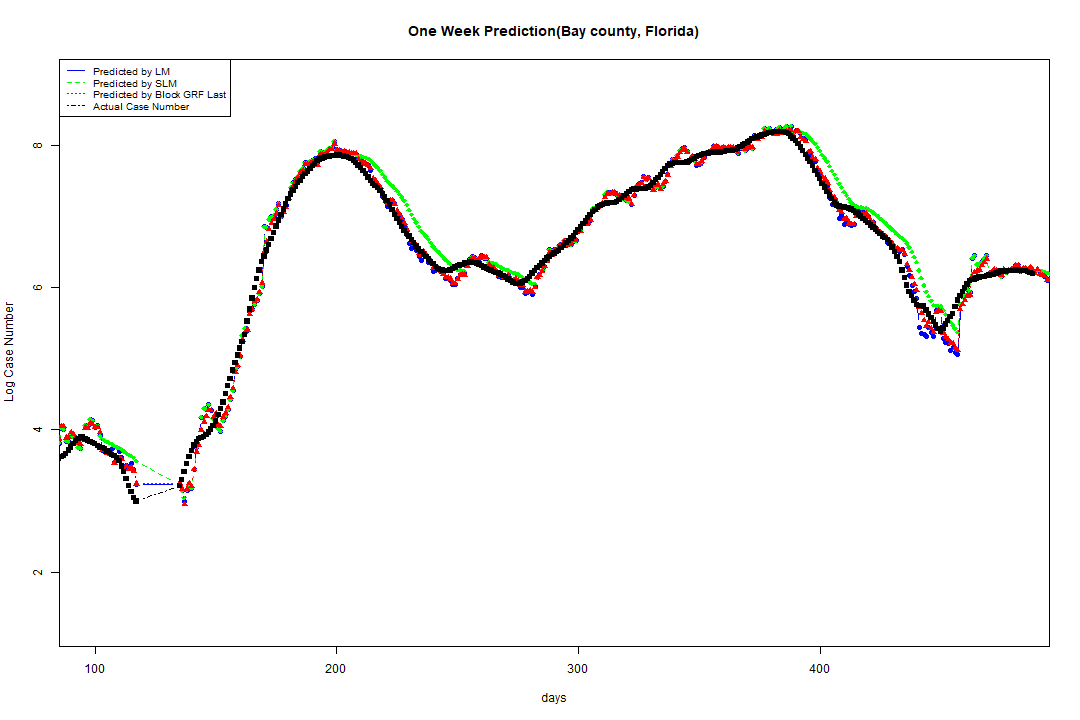 One Week Prediction(Bay county, Florida)
Predicted by LM
Predicted by SLM
Predicted by Block GRF Last
Actual Case Number
8
6
4
2
Log Case Number
100 200 300 400
days